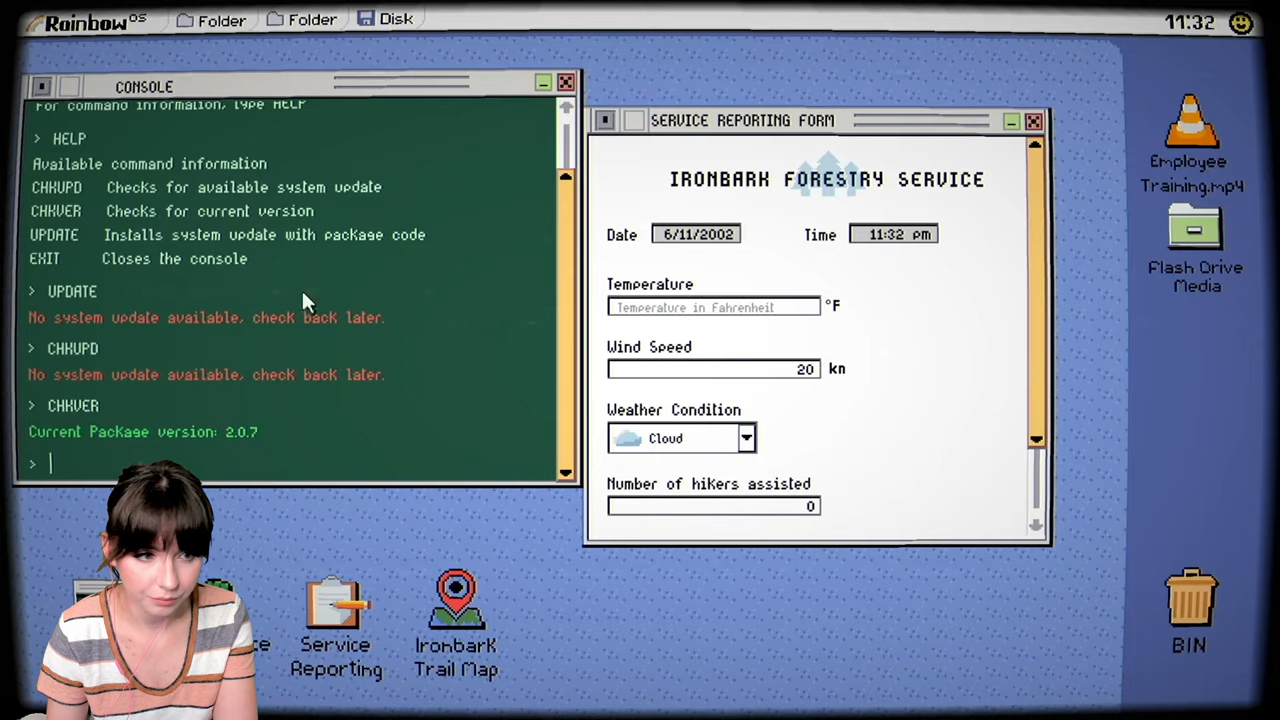 Rainbow OS
Folder
Folder
Disk
11:32
CONSOLE
For command information, type HELP
> HELP
Available command information
CHKUPD Checks for available system update
CHKVER Checks for current version
UPDATE Installs system update with package code
EXIT Closes the console
> UPDATE
No system update available, check back later.
> CHKUPD
No system update available, check back later.
> CHKVER
Current Package version: 2.0.7
>
SERVICE REPORTING FORM
IRONBARK FORESTRY SERVICE
Date 6/11/2002 Time 11:32 pm
Temperature
Temperature in Fahrenheit °F
Wind Speed
20 kn
Weather Condition
Cloud
Number of hikers assisted
0
Employee
Training.mp4
Flash Drive
Media
Service
Reporting
Ironbark
Trail Map
BIN